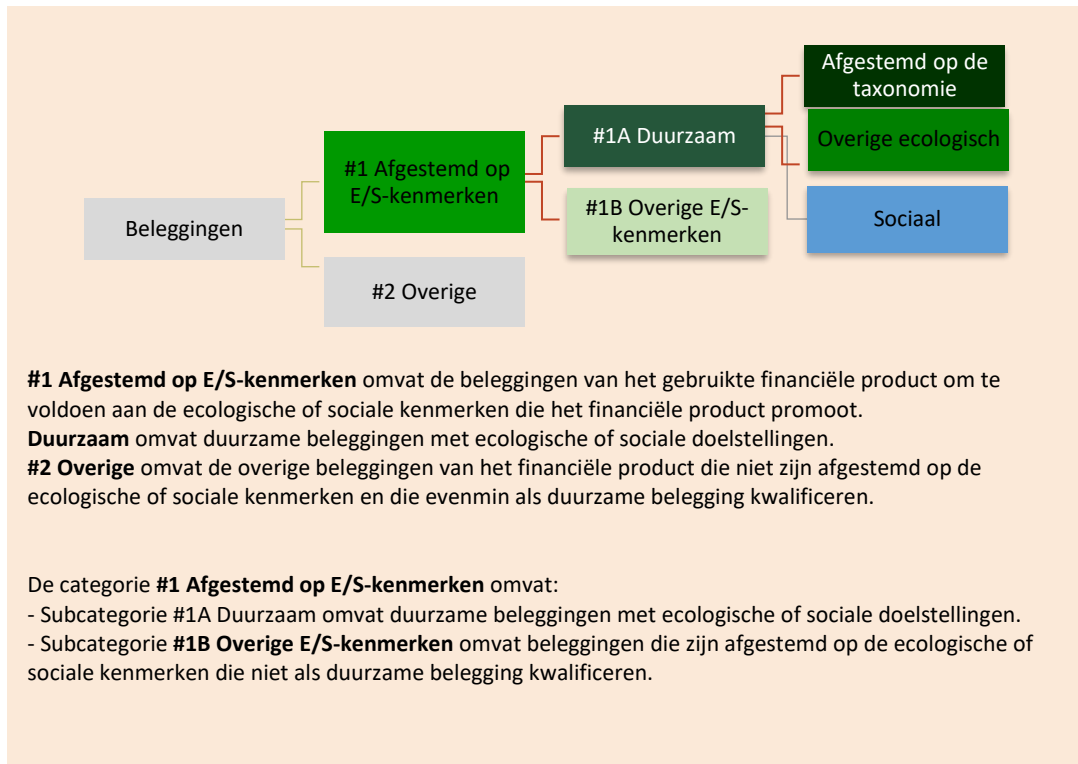 Afgestemd op de
taxonomie
#1A Duurzaam
Overige ecologisch
#1 Afgestemd op
E/S-kenmerken
#1B Overige E/S-
kenmerken
Sociaal
Beleggingen
#2 Overige
#1 Afgestemd op E/S-kenmerken omvat de beleggingen van het gebruikte financiële product om te
voldoen aan de ecologische of sociale kenmerken die het financiële product promoot.
Duurzaam omvat duurzame beleggingen met ecologische of sociale doelstellingen.
#2 Overige omvat de overige beleggingen van het financiële product die niet zijn afgestemd op de
ecologische of sociale kenmerken en die evenmin als duurzame belegging kwalificeren.
De categorie #1 Afgestemd op E/S-kenmerken omvat:
- Subcategorie #1A Duurzaam omvat duurzame beleggingen met ecologische of sociale doelstellingen.
- Subcategorie #1B Overige E/S-kenmerken omvat beleggingen die zijn afgestemd op de ecologische of
sociale kenmerken die niet als duurzame belegging kwalificeren.